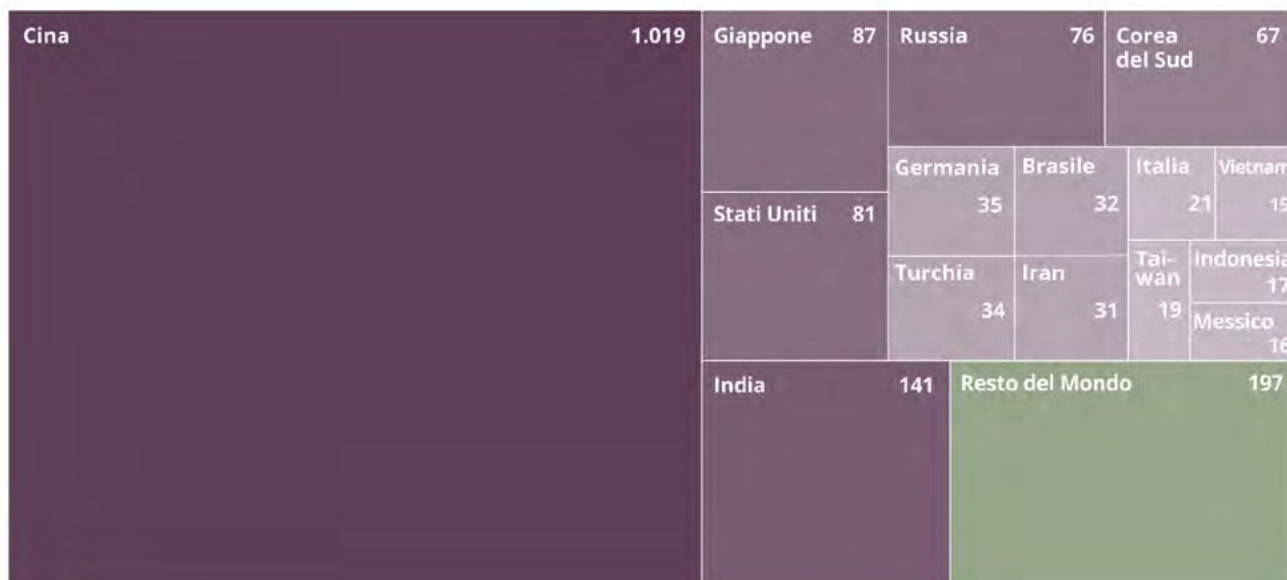 Cina 1.019
Giappone 87
Russia 76
Corea 67
del Sud
Germania
35
Brasile
32
Italia
21
Vietnam
19
Stati Uniti 81
Turchia
34
Iran
31
Tai-
wan
19
Indonesia
17
Messico
16
India 141
Resto del Mondo 197